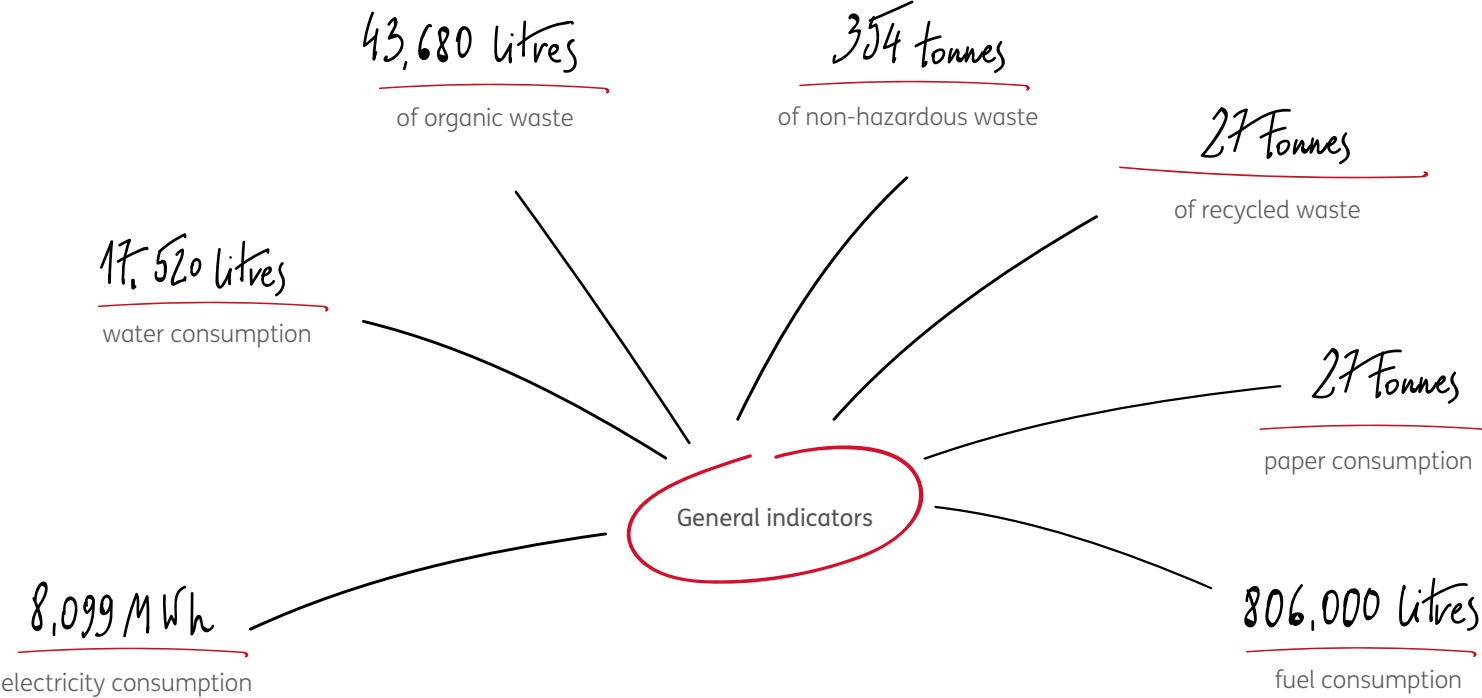 43,680 litres
of organic waste
354 tonnes
of non-hazardous waste
27 Tonnes
of recycled waste
17,520 litres
water consumption
27 Tonnes
paper consumption
General indicators
8,099 MWh
electricity consumption
806,000 litres
fuel consumption